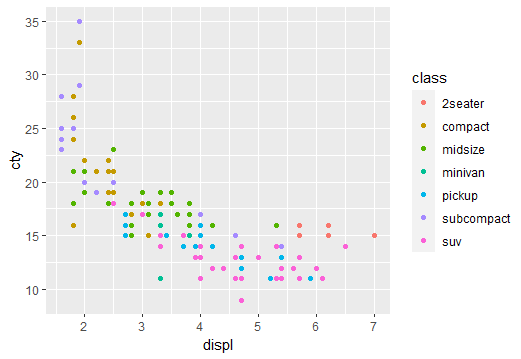 35
30
25
20
15
10
cty
2
3
4
5
6
7
displ
class
2seater
compact
midsize
minivan
pickup
subcompact
suv